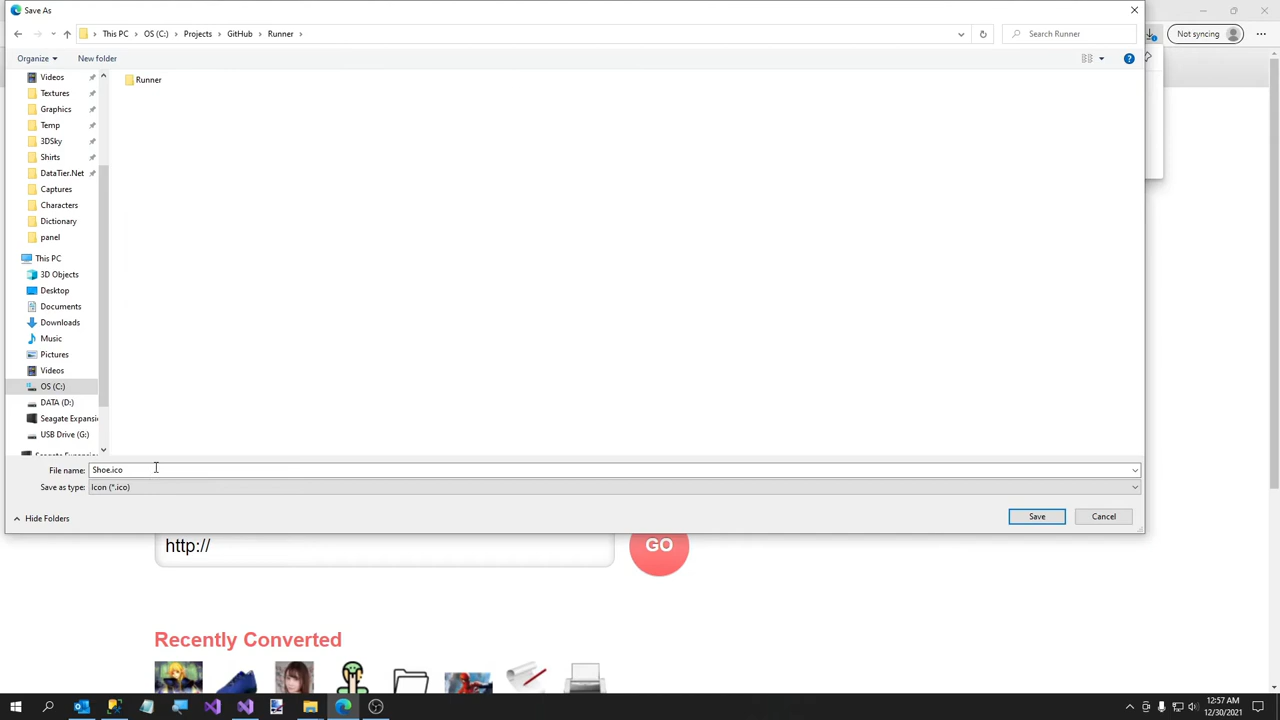 Save As
This PC > OS (C:) > Projects > GitHub > Runner >
Search Runner
Not syncing
Organize
New folder
Videos
Textures
Graphics
Temp
3DSky
Shirts
DataTier.Net
Captures
Characters
Dictionary
panel
This PC
3D Objects
Desktop
Documents
Downloads
Music
Pictures
Videos
OS (C:)
DATA (D:)
Seagate Expansi
USB Drive (G:)
Runner
File name: Shoe.ico
Save as type: Icon (*.ico)
Hide Folders
Save
Cancel
http://
GO
Recently Converted
12:57 AM
12/30/2021